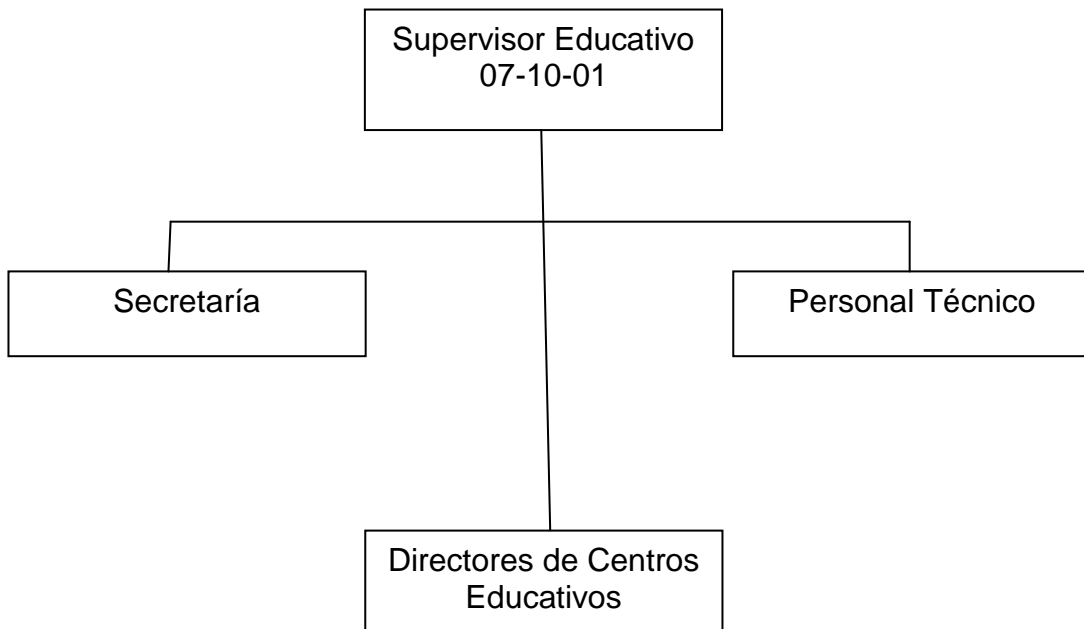 Supervisor Educativo
07-10-01
Secretaría
Personal Técnico
Directores de Centros
Educativos